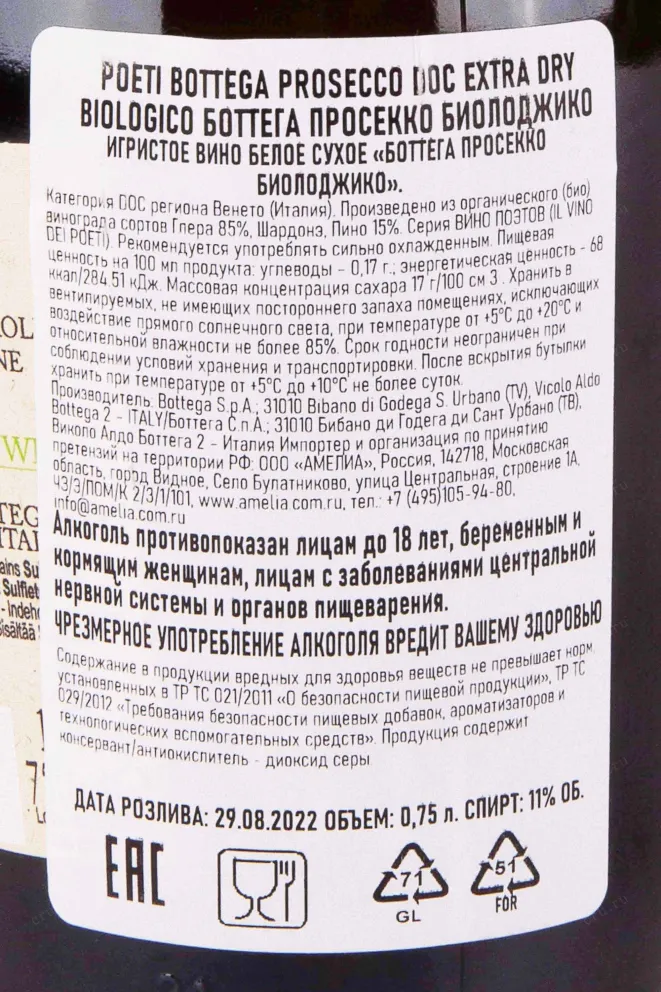 POETI BOTTEGA PROSECCO DOC EXTRA DRY
BIOLOGICO БОТТЕГА ПРОСЕККО БИОЛОДЖИКО
ИГРИСТОЕ ВИНО БЕЛОЕ СУХОЕ «БОТТЕГА ПРОСЕККО
БИОЛОДЖИКО».
Категория DOC региона Венето (Италия). Произведено из органического (био)
винограда сортов Глера 85%, Шардонэ, Пино 15%. Серия ВИНО ПОЭТОВ (IL VINO
DEI POETI). Рекомендуется употреблять сильно охлажденным. Пищевая
ценность на 100 мл продукта: углеводы – 0,17 г.; энергетическая ценность - 68
ккал/284.51 кДж. Массовая концентрация сахара 17 г/100 см 3 . Хранить в
вентилируемых, не имеющих постороннего запаха помещениях, исключающих
воздействие прямого солнечного света, при температуре от +5°C до +20°C и
относительной влажности не более 85%. Срок годности неограничен при
соблюдении условий хранения и транспортировки. После вскрытия бутылки
хранить при температуре от +5°C до +10°C не более суток.
Производитель: Bottega S.p.A.; 31010 Bibano di Godega S. Urbano (TV), Vicolo Aldo
Bottega 2 - ITALY/Боттега С.п.А.; 31010 Бибано ди Годега ди Сант Урбано (ТВ),
Виколо Алдо Боттега 2 - Италия Импортер и организация по принятию
претензий на территории РФ: ООО «АМЕЛИА», Россия, 142718, Московская
область, город Видное, Село Булатниково, улица Центральная, строение 1А,
ЧЗ/3/ПОМ/К 2/3/1/101, www.amelia.com.ru, тел.: +7 (495)105-94-80,
info@amelia.com.ru
Алкоголь противопоказан лицам до 18 лет, беременным и
кормящим женщинам, лицам с заболеваниями центральной
нервной системы и органов пищеварения.
ЧРЕЗМЕРНОЕ УПОТРЕБЛЕНИЕ АЛКОГОЛЯ ВРЕДИТ ВАШЕМУ ЗДОРОВЬЮ
Содержание в продукции вредных для здоровья веществ не превышает норм,
установленных в ТР ТС 021/2011 «О безопасности пищевой продукции», ТР ТС
029/2012 «Требования безопасности пищевых добавок, ароматизаторов и
технологических вспомогательных средств». Продукция содержит
консервант/антиокислитель - диоксид серы
ДАТА РОЗЛИВА: 29.08.2022 ОБЪЕМ: 0,75 л. СПИРТ: 11% ОБ.
EAC
71
GL
51
FOR